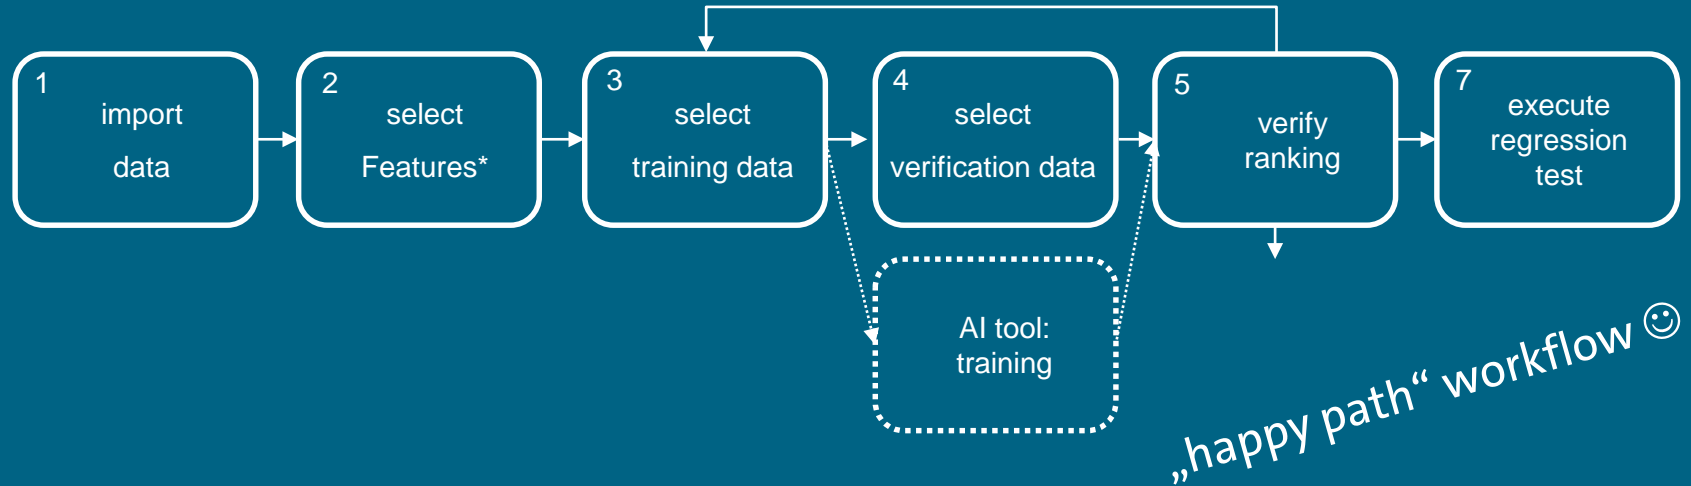 1
import
data
2
select
Features*
3
select
training data
4
select
verification data
5
verify
ranking
7
execute
regression
test
AI tool:
training
„happy path“ workflow ☺